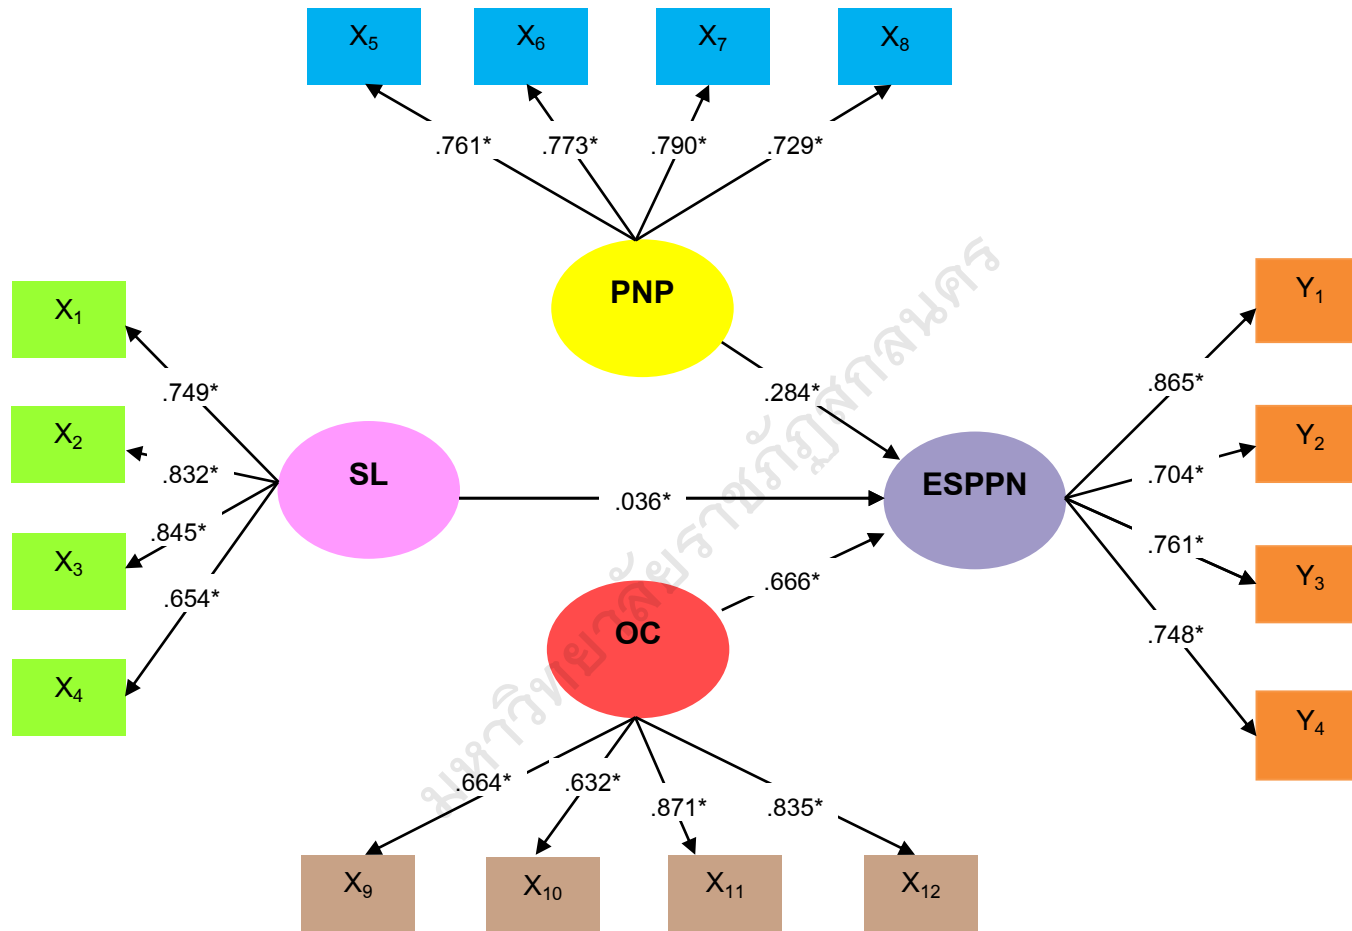 X5 X6 X7 X8
.761* .773* .790* .729*
PNP
X1
Y1
.749*
.284*
.865*
X2
Y2
.832*
SL
.036*
ESPPN
.704*
.845*
X3
.761*
Y3
.654*
.666*
OC
.748*
X4
Y4
.664* .632* .871* .835*
X9 X10 X11 X12
มหาวิทยาลัยราชภัฏสกลนคร